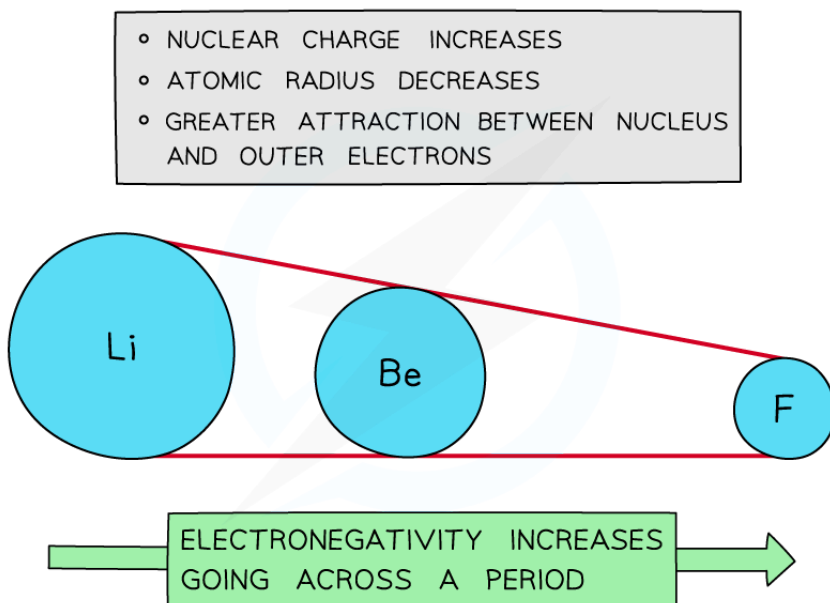 NUCLEAR CHARGE INCREASES
ATOMIC RADIUS DECREASES
GREATER ATTRACTION BETWEEN NUCLEUS
AND OUTER ELECTRONS
Li
Be
F
ELECTRONEGATIVITY INCREASES
GOING ACROSS A PERIOD